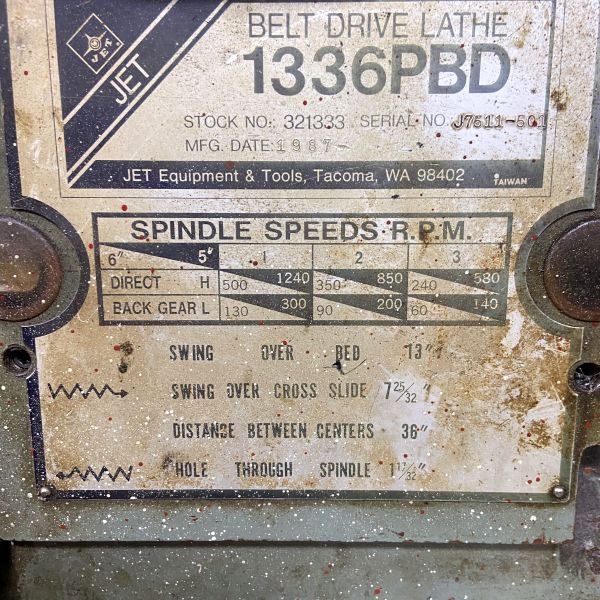 JET
JET
BELT DRIVE LATHE
1336PBD
STOCK NO: 321333 SERIAL NO. J7611-501
MFG. DATE: 1987-
JET Equipment & Tools, Tacoma, WA 98402 TAIWAN
SPINDLE SPEEDS R.P.M.
6" 5" 1 2 3
DIRECT H 500 1240 350 850 240 580
BACK GEAR L 130 300 90 200 60 140
SWING OVER BED 13"
SWING OVER CROSS SLIDE 7 25/32"
DISTANCE BETWEEN CENTERS 36"
HOLE THROUGH SPINDLE 1 13/32"